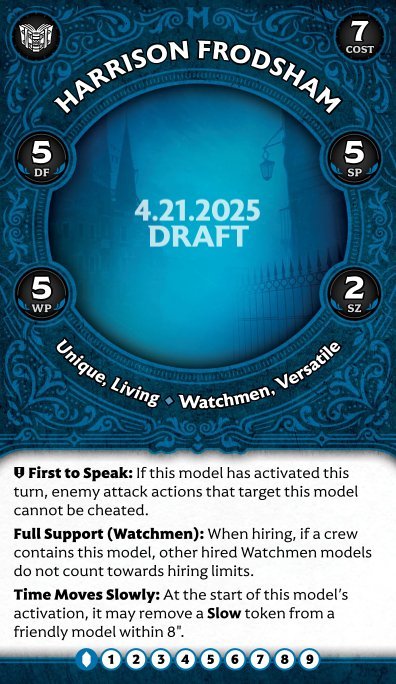 7
COST
HARRISON FRODSHAM
5
DF
5
SP
4.21.2025
DRAFT
5
WP
2
SZ
Unique, Living ◆ Watchmen, Versatile
First to Speak: If this model has activated this
turn, enemy attack actions that target this model
cannot be cheated.
Full Support (Watchmen): When hiring, if a crew
contains this model, other hired Watchmen models
do not count towards hiring limits.
Time Moves Slowly: At the start of this model’s
activation, it may remove a Slow token from a
friendly model within 8".
1 2 3 4 5 6 7 8 9